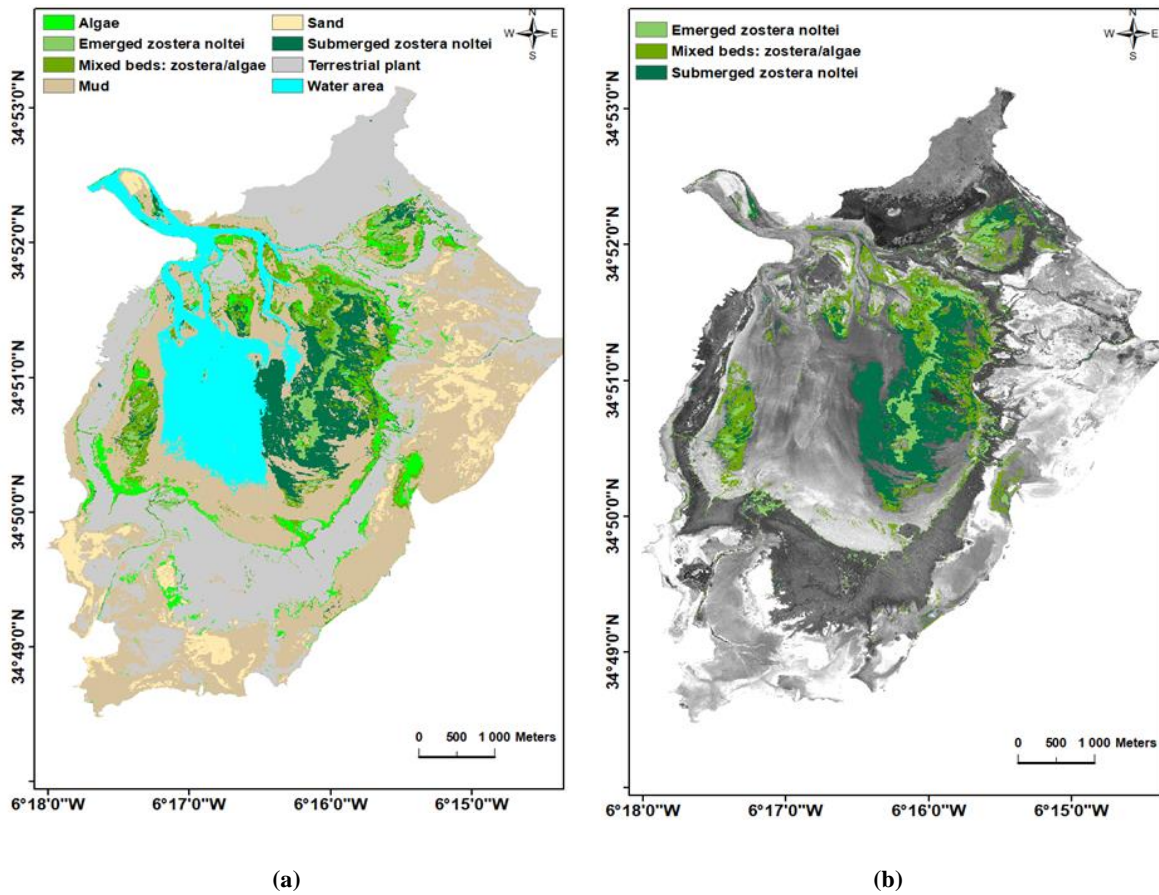 Algae
Emerged zostera noltei
Mixed beds: zostera/algae
Mud
Sand
Submerged zostera noltei
Terrestrial plant
Water area
N
W E
S
34°53'0"N
34°52'0"N
34°51'0"N
34°50'0"N
34°49'0"N
0 500 1 000 Meters
6°18'0"W 6°17'0"W 6°16'0"W 6°15'0"W
(a)
Emerged zostera noltei
Mixed beds: zostera/algae
Submerged zostera noltei
N
W E
S
34°53'0"N
34°52'0"N
34°51'0"N
34°50'0"N
34°49'0"N
0 500 1 000 Meters
6°18'0"W 6°17'0"W 6°16'0"W 6°15'0"W
(b)